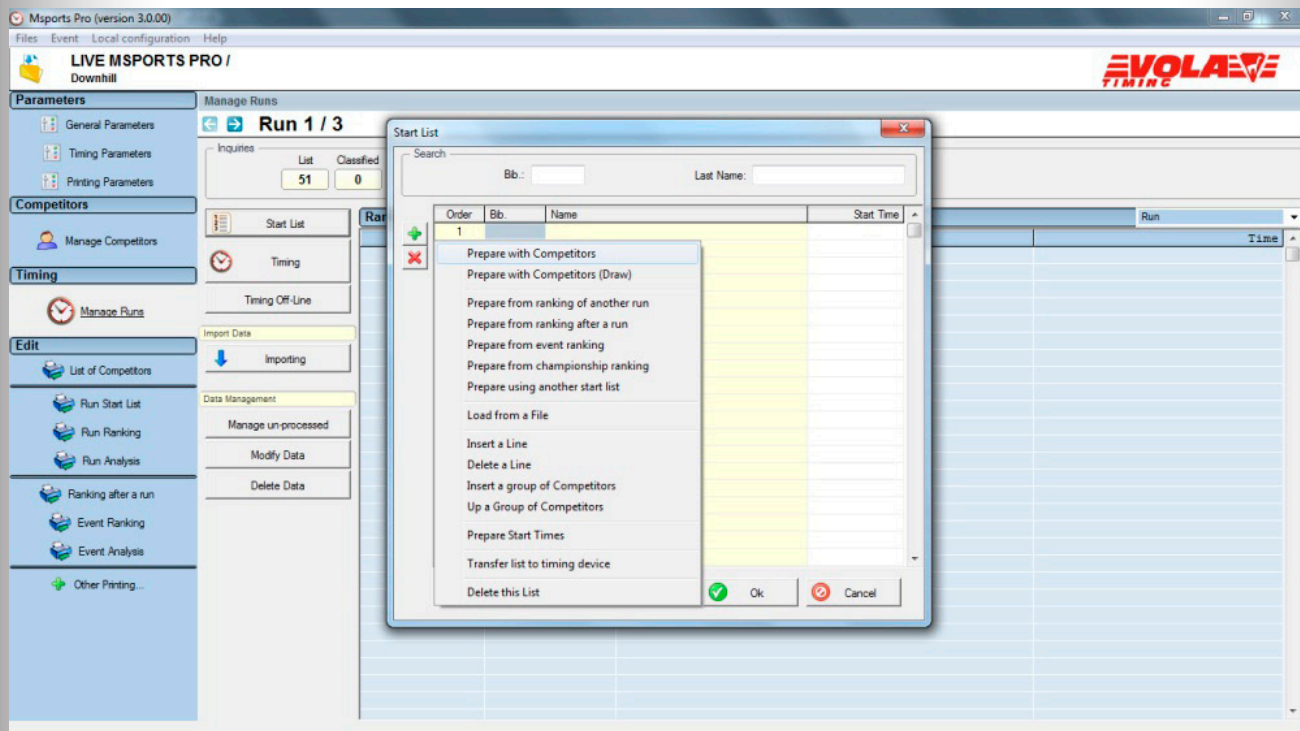 Msports Pro (version 3.0.00)
Files Event Local configuration Help
LIVE MSPORTS PRO /
Downhill
VOLA
TIMING
Parameters
General Parameters
Timing Parameters
Printing Parameters
Competitors
Manage Competitors
Timing
Manage Runs
Edit
List of Competitors
Run Start List
Run Ranking
Run Analysis
Ranking after a run
Event Ranking
Event Analysis
Other Printing...
Manage Runs
Run 1 / 3
Inquiries
List Classified
51 0
Start List
Timing
Timing Off-Line
Import Data
Importing
Data Management
Manage un-processed
Modify Data
Delete Data
Run
Time
Start List
Search
Bib.: Last Name:
Order Bib. Name Start Time
1
Prepare with Competitors
Prepare with Competitors (Draw)
Prepare from ranking of another run
Prepare from ranking after a run
Prepare from event ranking
Prepare from championship ranking
Prepare using another start list
Load from a File
Insert a Line
Delete a Line
Insert a group of Competitors
Up a Group of Competitors
Prepare Start Times
Transfer list to timing device
Delete this List
Ok Cancel